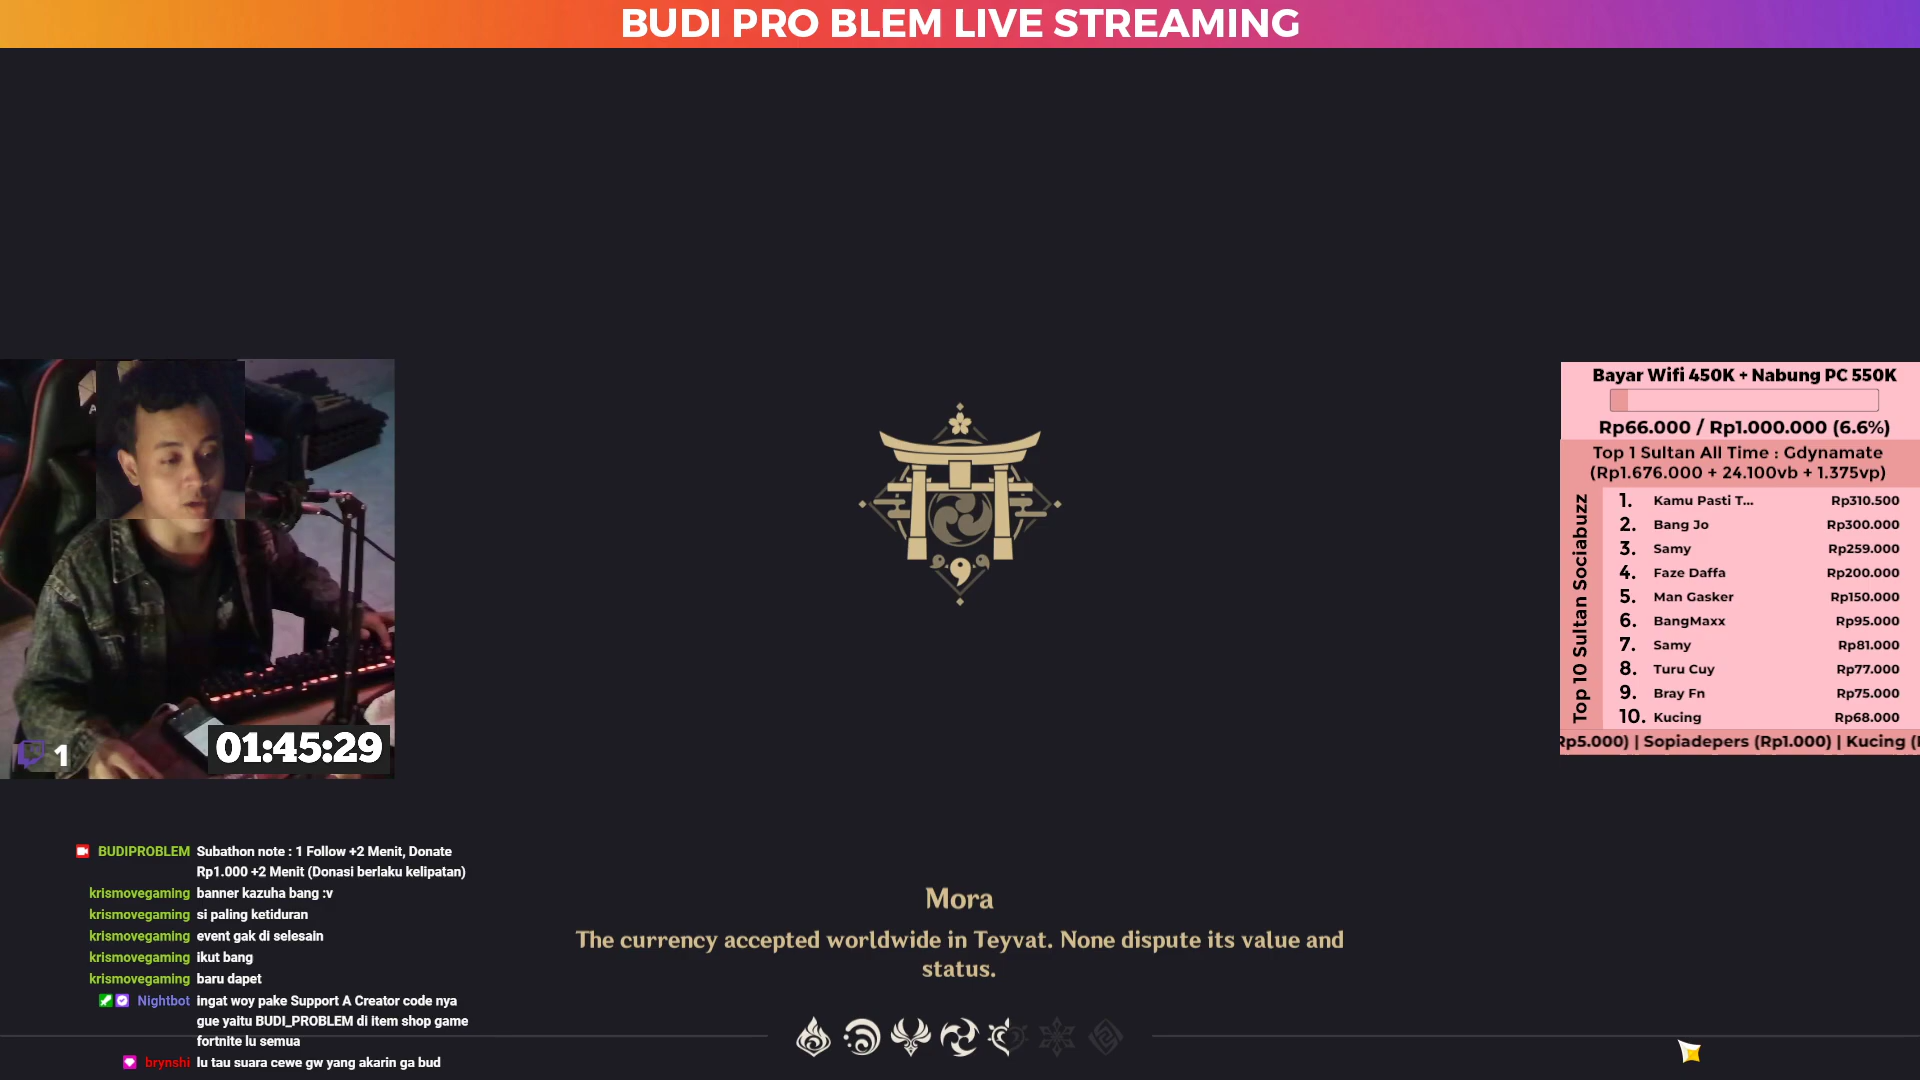 BUDI PRO BLEM LIVE STREAMING
1
01:45:29
Bayar Wifi 450K + Nabung PC 550K
Rp66.000 / Rp1.000.000 (6.6%)
Top 1 Sultan All Time : Gdynamate
(Rp1.676.000 + 24.100vb + 1.375vp)
Top 10 Sultan Sociabuzz
1. Kamu Pasti T... Rp310.500
2. Bang Jo Rp300.000
3. Samy Rp259.000
4. Faze Daffa Rp200.000
5. Man Gasker Rp150.000
6. BangMaxx Rp95.000
7. Samy Rp81.000
8. Turu Cuy Rp77.000
9. Bray Fn Rp75.000
10. Kucing Rp68.000
Rp5.000) | Sopiadepers (Rp1.000) | Kucing (
BUDIPROBLEM Subathon note : 1 Follow +2 Menit, Donate
Rp1.000 +2 Menit (Donasi berlaku kelipatan)
krismovegaming banner kazuha bang :v
krismovegaming si paling ketiduran
krismovegaming event gak di selesain
krismovegaming ikut bang
krismovegaming baru dapet
Nightbot ingat woy pake Support A Creator code nya
gue yaitu BUDI_PROBLEM di item shop game
fortnite lu semua
brynshi lu tau suara cewe gw yang akarin ga bud
Mora
The currency accepted worldwide in Teyvat. None dispute its value and
status.